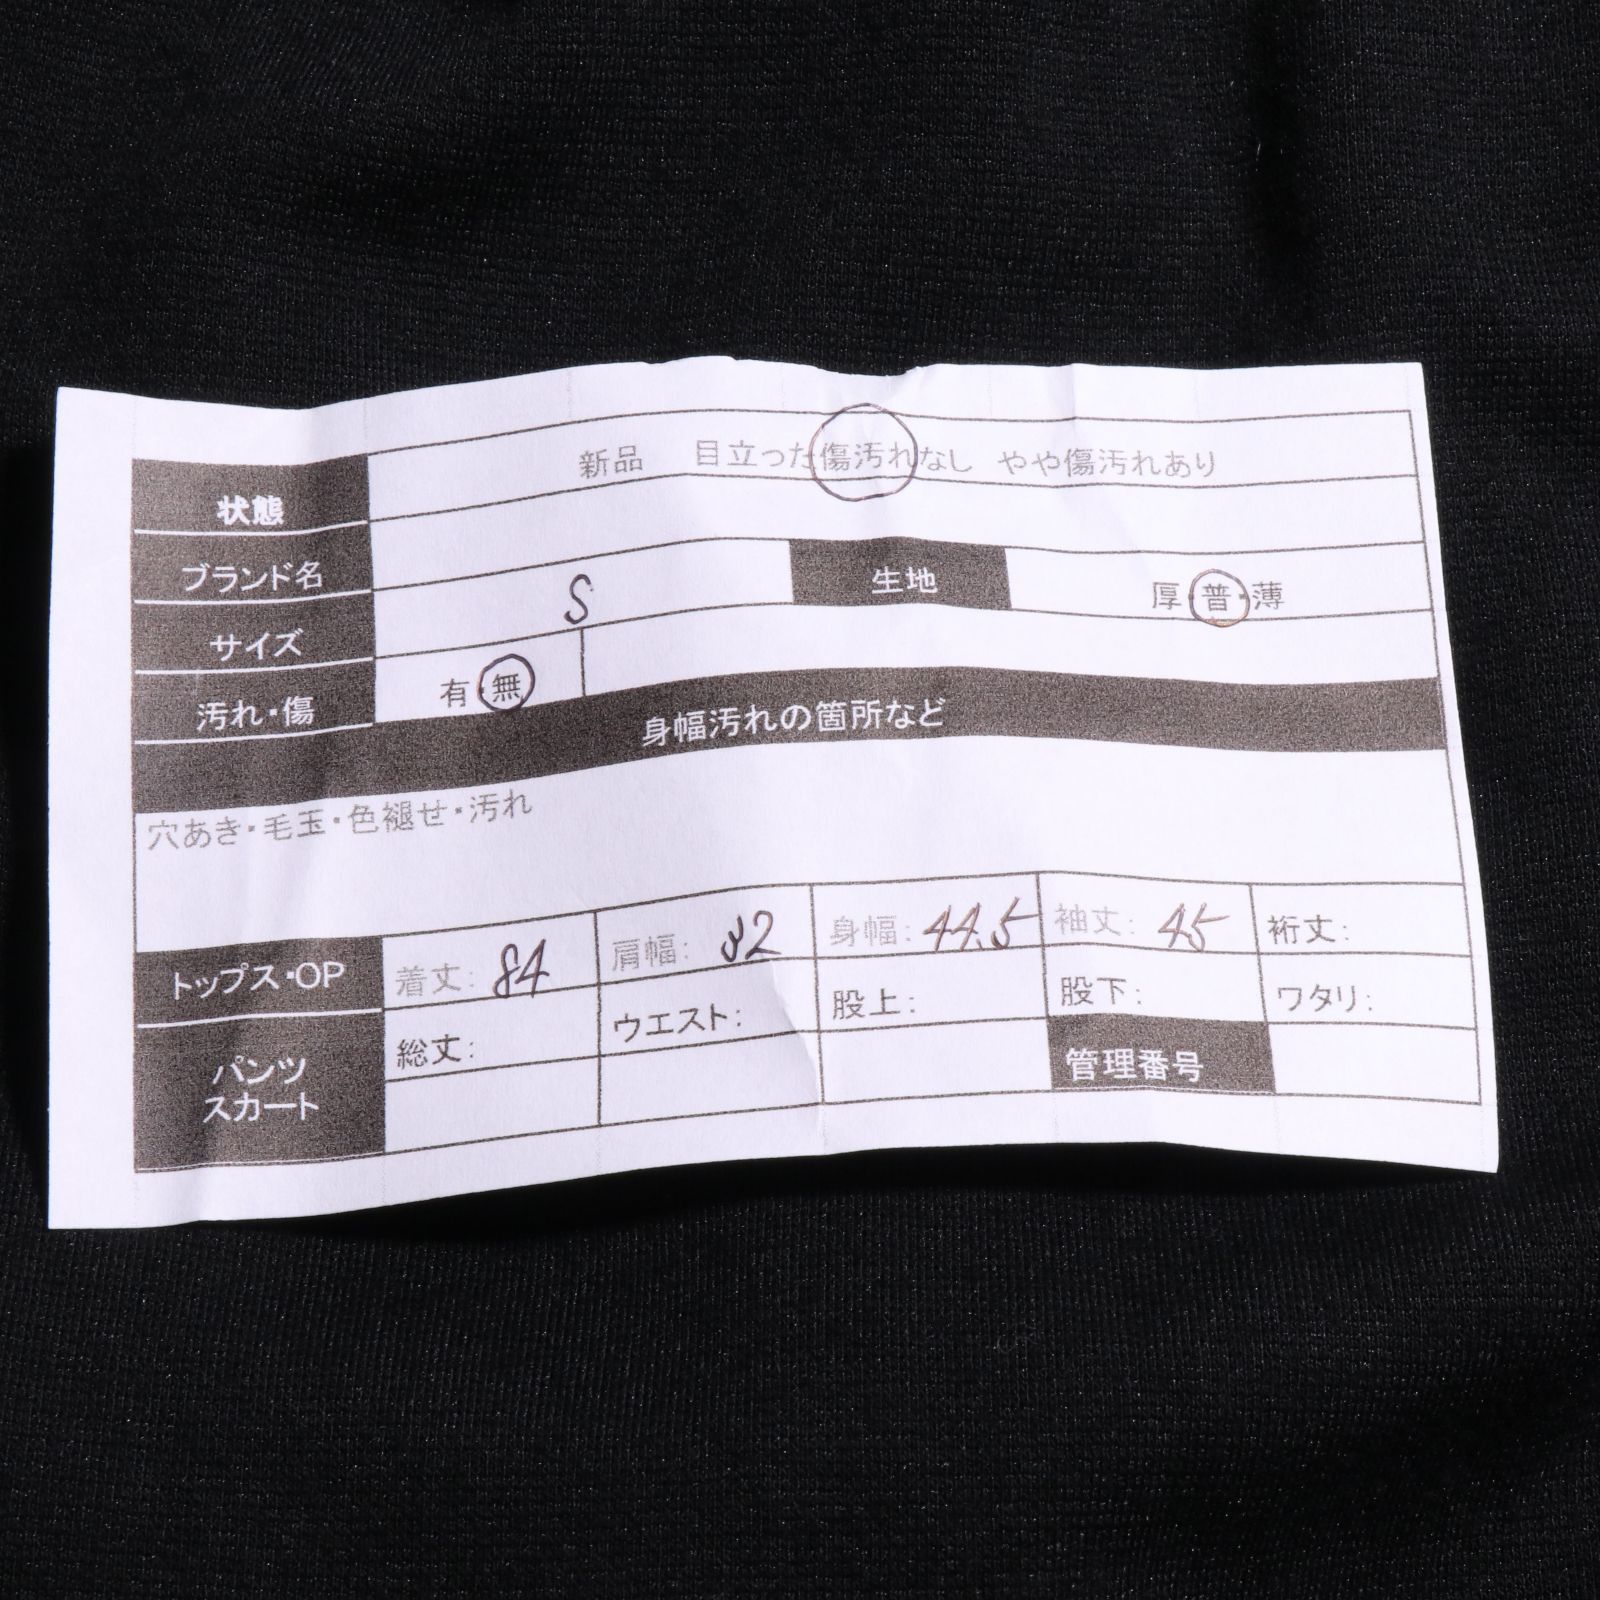 状態 新品 目立った傷汚れなし やや傷汚れあり
ブランド名
サイズ S 生地 厚・普・薄
汚れ・傷 有・無
身幅汚れの箇所など
穴あき・毛玉・色褪せ・汚れ
トップス・OP 着丈: 84 肩幅: 32 身幅: 44.5 袖丈: 45 裄丈:
パンツ
スカート
総丈: ウエスト: 股上: 股下: ワタリ:
管理番号